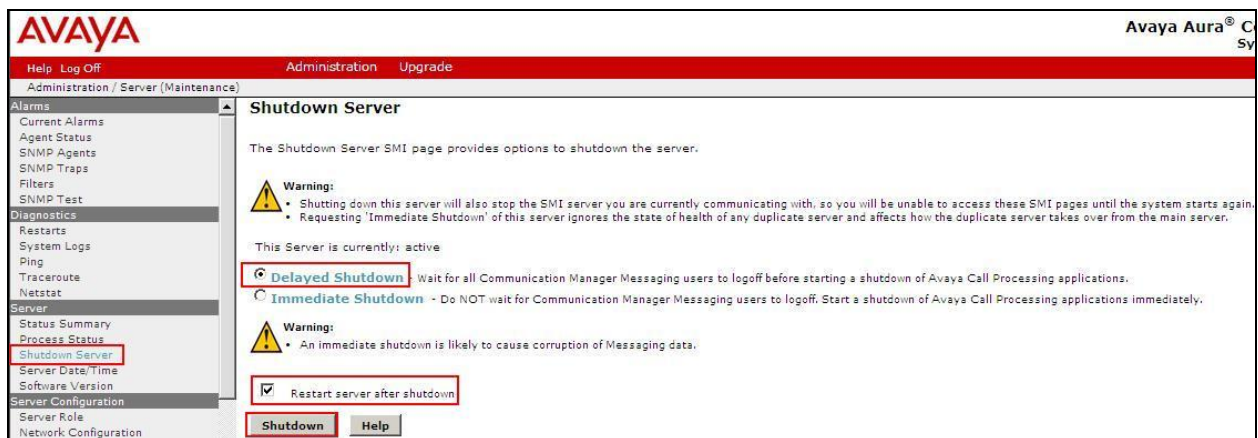 AVAYA
Avaya Aura® C
Sy
Help Log Off
Administration Upgrade
Administration / Server (Maintenance)
Alarms
Current Alarms
Agent Status
SNMP Agents
SNMP Traps
Filters
SNMP Test
Diagnostics
Restarts
System Logs
Ping
Traceroute
Netstat
Server
Status Summary
Process Status
Shutdown Server
Server Date/Time
Software Version
Server Configuration
Server Role
Network Configuration
Shutdown Server
The Shutdown Server SMI page provides options to shutdown the server.
Warning:
• Shutting down this server will also stop the SMI server you are currently communicating with, so you will be unable to access these SMI pages until the system starts again.
• Requesting 'Immediate Shutdown' of this server ignores the state of health of any duplicate server and affects how the duplicate server takes over from the main server.
This Server is currently: active
Delayed Shutdown - Wait for all Communication Manager Messaging users to logoff before starting a shutdown of Avaya Call Processing applications.
Immediate Shutdown - Do NOT wait for Communication Manager Messaging users to logoff. Start a shutdown of Avaya Call Processing applications immediately.
Warning:
• An immediate shutdown is likely to cause corruption of Messaging data.
Restart server after shutdown
Shutdown Help